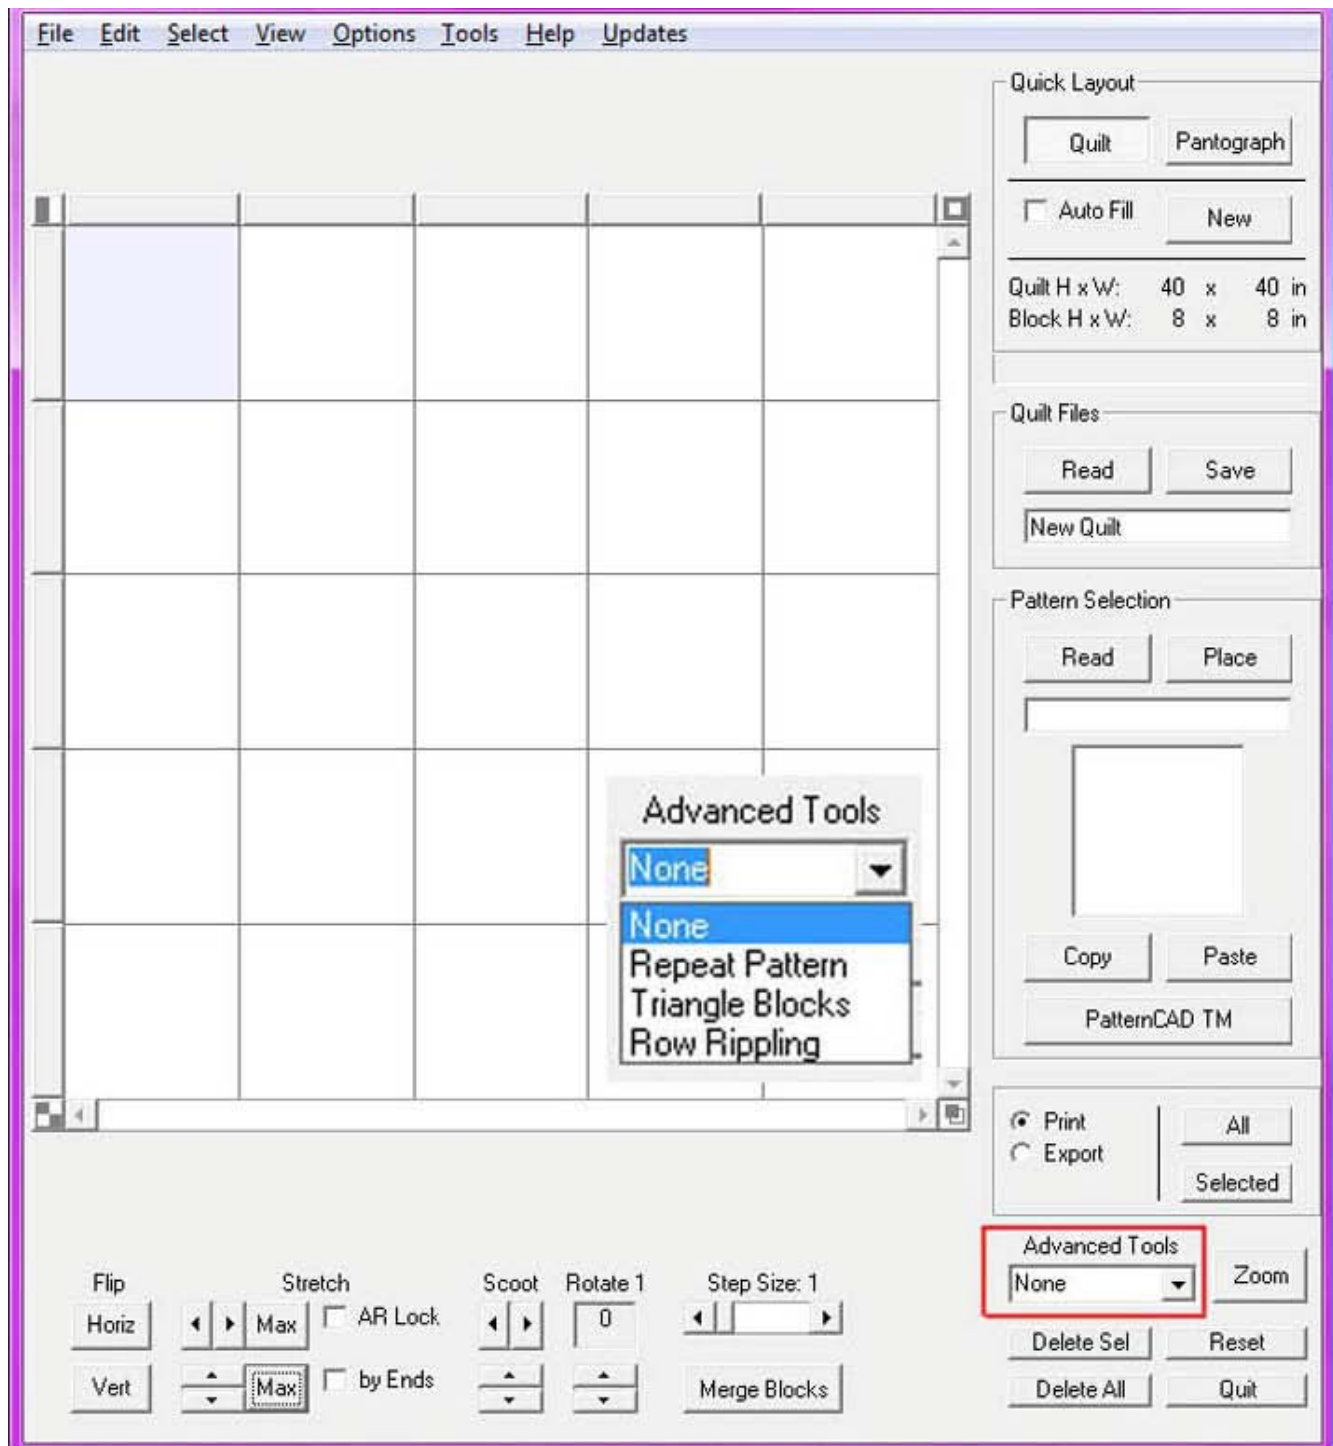 File Edit Select View Options Tools Help Updates
Quick Layout
Quilt Pantograph
Auto Fill New
Quilt H x W: 40 x 40 in
Block H x W: 8 x 8 in
Quilt Files
Read Save
New Quilt
Pattern Selection
Read Place
Advanced Tools
None
None
Repeat Pattern
Triangle Blocks
Row Rippling
Copy Paste
PatternCAD TM
Print All
Export
Selected
Advanced Tools
None Zoom
Flip Stretch Scoot Rotate 1 Step Size: 1
Horiz Max AR Lock 0
Delete Sel Reset
Vert Max by Ends Merge Blocks
Delete All Quit